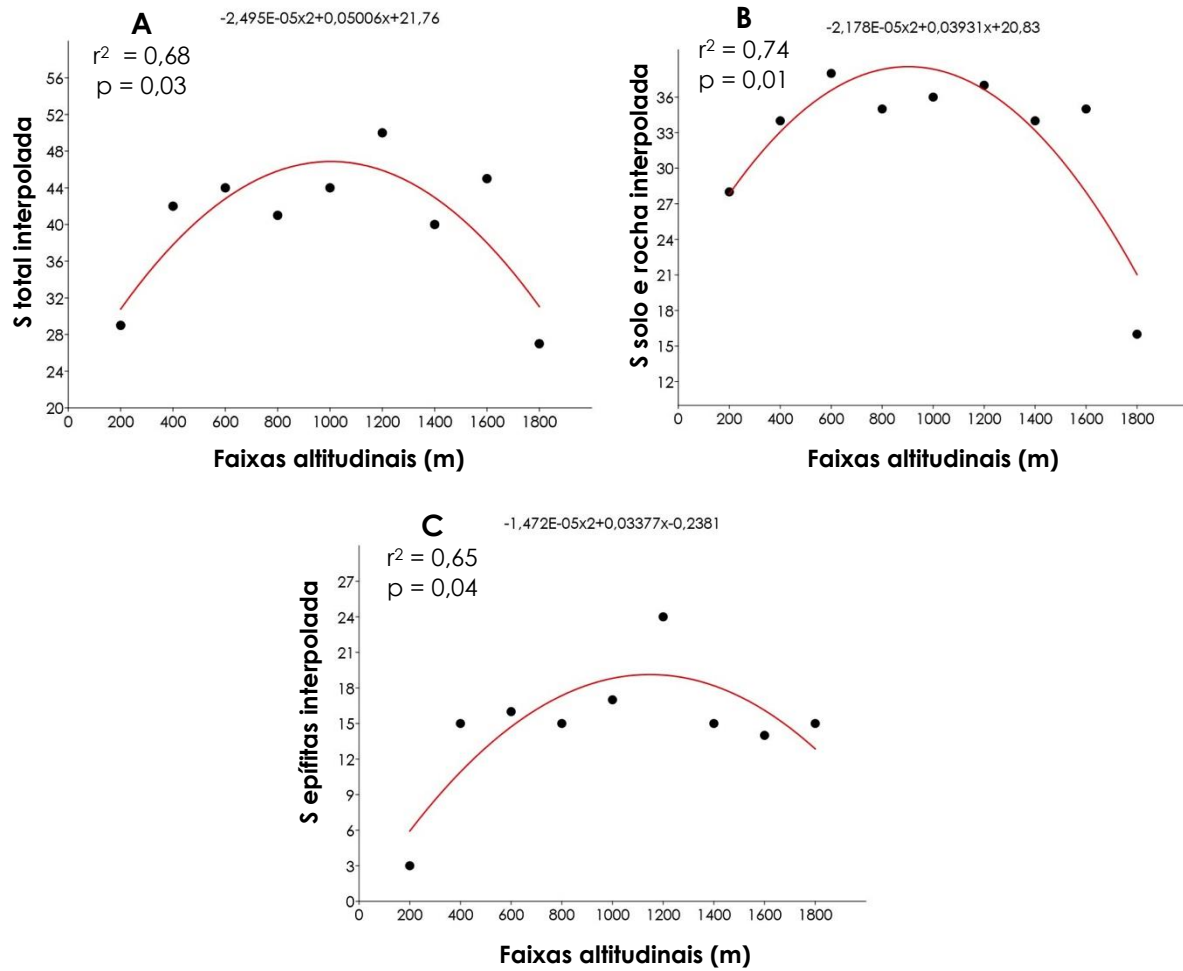 A
-2,495E-05x2+0,05006x+21,76
r2 = 0,68
p = 0,03
S total interpolada
56
52
48
44
40
36
32
28
24
20
0 200 400 600 800 1000 1200 1400 1600 1800
Faixas altitudinais (m)
B
-2,178E-05x2+0,03931x+20,83
r2 = 0,74
p = 0,01
S solo e rocha interpolada
36
33
30
27
24
21
18
15
12
0 200 400 600 800 1000 1200 1400 1600 1800
Faixas altitudinais (m)
C
-1,472E-05x2+0,03377x-0,2381
r2 = 0,65
p = 0,04
S epífitas interpolada
27
24
21
18
15
12
9
6
3
0
200 400 600 800 1000 1200 1400 1600 1800
Faixas altitudinais (m)